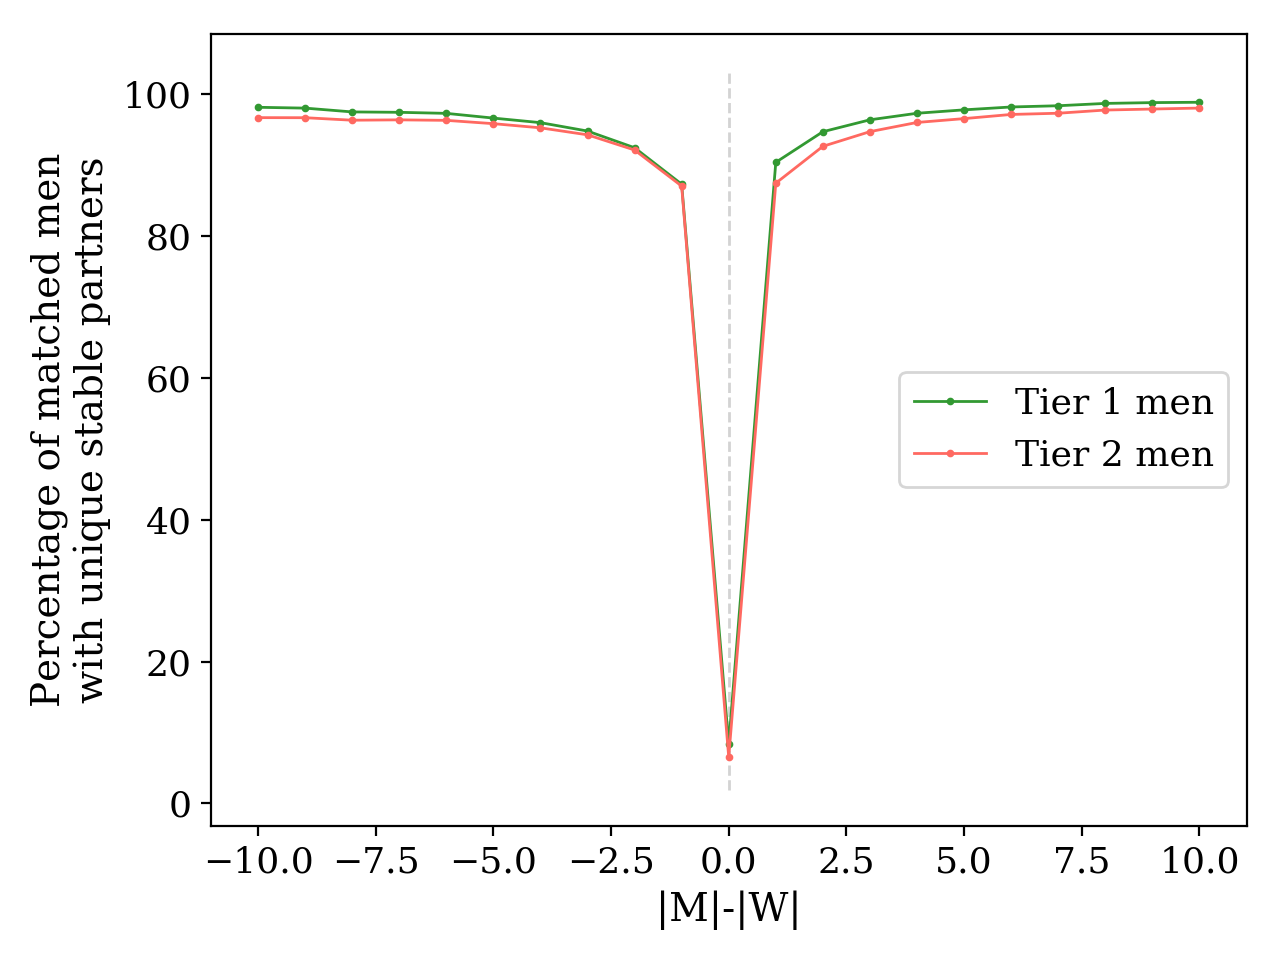 Percentage of matched men
with unique stable partners
100
80
60
40
20
0
Tier 1 men
Tier 2 men
−10.0 −7.5 −5.0 −2.5 0.0 2.5 5.0 7.5 10.0
|M|-|W|